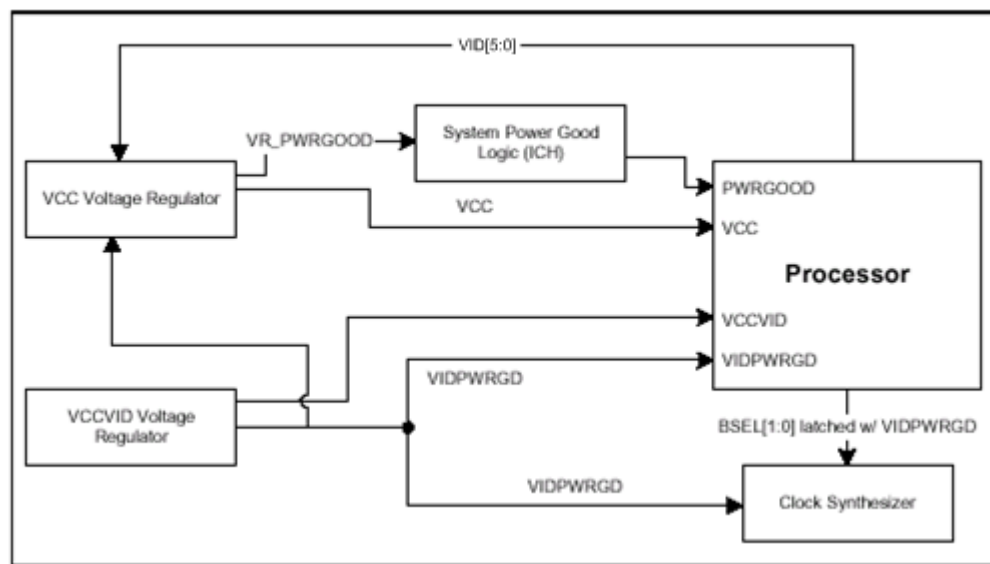 VID[5:0]
VR_PWRGOOD
System Power Good
Logic (ICH)
VCC Voltage Regulator
VCC
PWRGOOD
VCC
Processor
VCCVID
VIDPWRGD
VIDPWRGD
VCCVID Voltage
Regulator
BSEL[1:0] latched w/ VIDPWRGD
VIDPWRGD
Clock Synthesizer